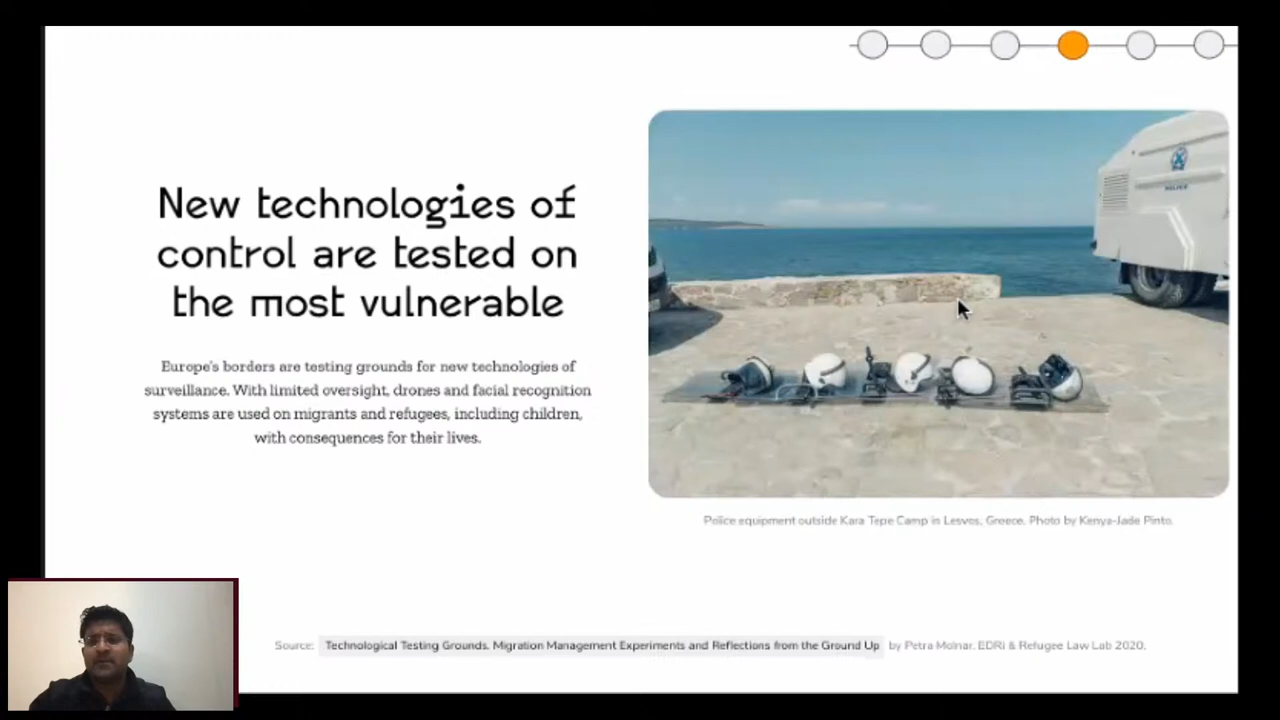 New technologies of
control are tested on
the most vulnerable
Europe's borders are testing grounds for new technologies of
surveillance. With limited oversight, drones and facial recognition
systems are used on migrants and refugees, including children,
with consequences for their lives.
POLICE
Police equipment outside Kara Tepe Camp in Lesvos, Greece. Photo by Kenya-Jade Pinto.
Source: Technological Testing Grounds. Migration Management Experiments and Reflections from the Ground Up by Petra Molnar. EDRi & Refugee Law Lab 2020.